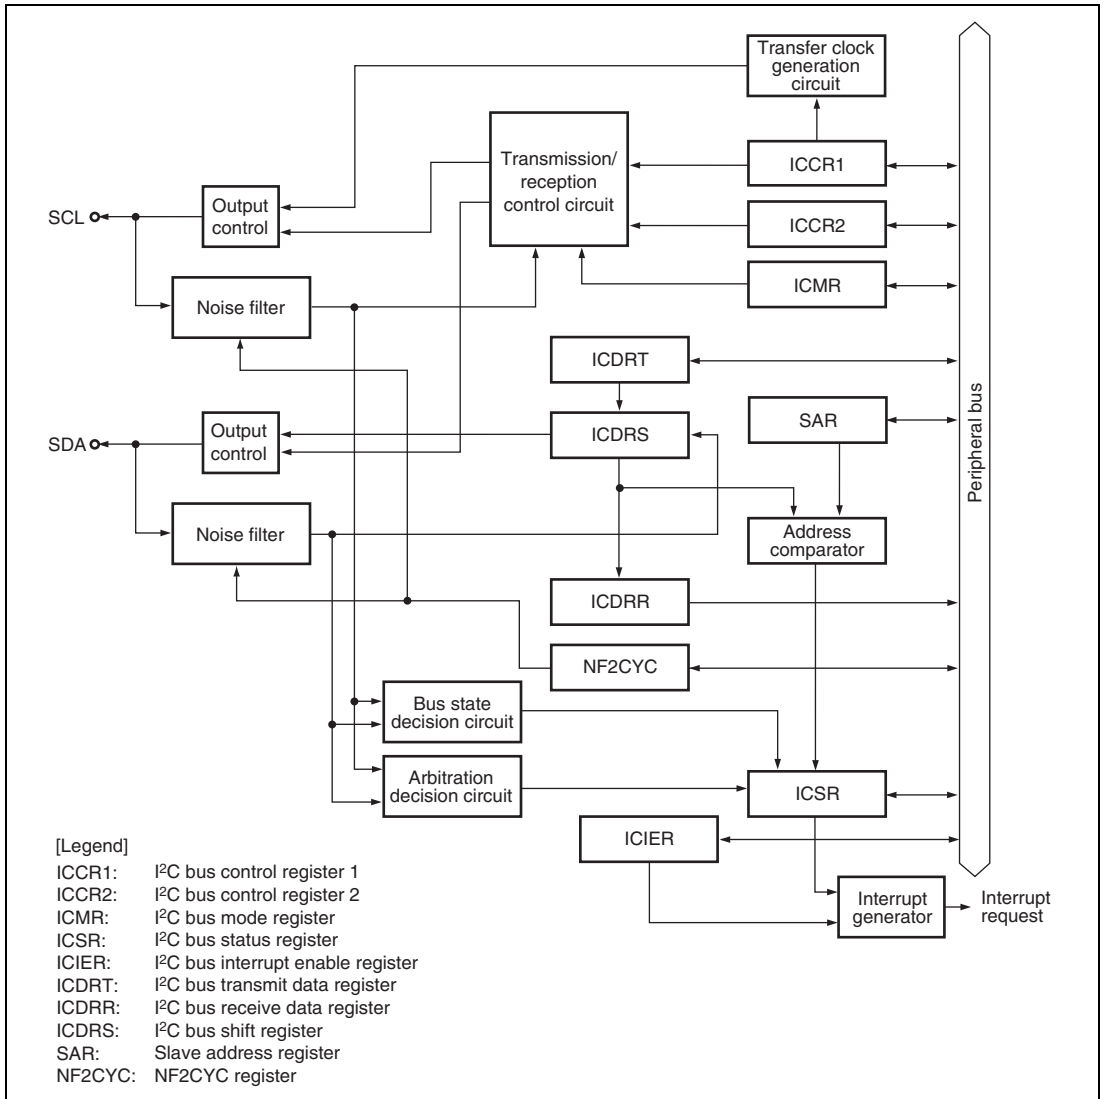 Transfer clock
generation
circuit
Transmission/
reception
control circuit
ICCR1
ICCR2
ICMR
SCL
Output
control
Noise filter
ICDRT
ICDRS
SAR
SDA
Output
control
Noise filter
Address
comparator
ICDRR
NF2CYC
Bus state
decision circuit
Arbitration
decision circuit
ICSR
ICIER
Interrupt
generator
Interrupt
request
Peripheral bus
[Legend]
ICCR1: I²C bus control register 1
ICCR2: I²C bus control register 2
ICMR: I²C bus mode register
ICSR: I²C bus status register
ICIER: I²C bus interrupt enable register
ICDRT: I²C bus transmit data register
ICDRR: I²C bus receive data register
ICDRS: I²C bus shift register
SAR: Slave address register
NF2CYC: NF2CYC register